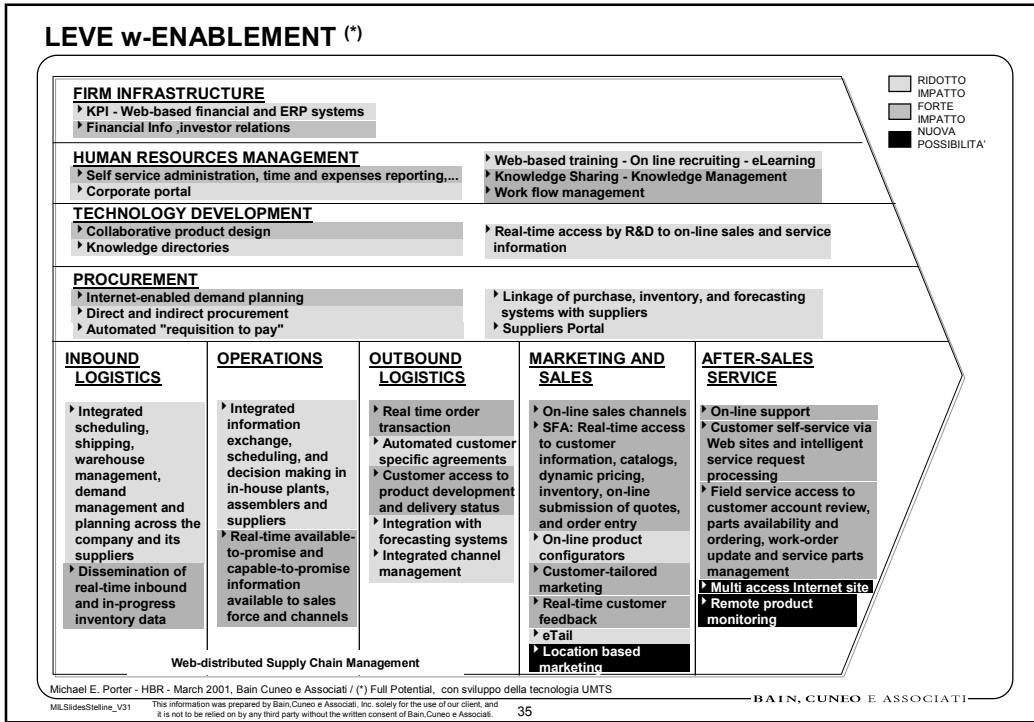 LEVE w-ENABLEMENT (*)
RIDOTTO
IMPATTO
FORTE
IMPATTO
NUOVA
POSSIBILITA'
FIRM INFRASTRUCTURE
KPI - Web-based financial and ERP systems
Financial Info ,investor relations
HUMAN RESOURCES MANAGEMENT
Self service administration, time and expenses reporting,...
Corporate portal
Web-based training - On line recruiting - eLearning
Knowledge Sharing - Knowledge Management
Work flow management
TECHNOLOGY DEVELOPMENT
Collaborative product design
Knowledge directories
Real-time access by R&D to on-line sales and service
information
PROCUREMENT
Internet-enabled demand planning
Direct and indirect procurement
Automated "requisition to pay"
Linkage of purchase, inventory, and forecasting
systems with suppliers
Suppliers Portal
INBOUND
LOGISTICS
Integrated
scheduling,
shipping,
warehouse
management,
demand
management and
planning across the
company and its
suppliers
Dissemination of
real-time inbound
and in-progress
inventory data
OPERATIONS
Integrated
information
exchange,
scheduling, and
decision making in
in-house plants,
assemblers and
suppliers
Real-time available-
to-promise and
capable-to-promise
information
available to sales
force and channels
OUTBOUND
LOGISTICS
Real time order
transaction
Automated customer
specific agreements
Customer access to
product development
and delivery status
Integration with
forecasting systems
Integrated channel
management
MARKETING AND
SALES
On-line sales channels
SFA: Real-time access
to customer
information, catalogs,
dynamic pricing,
inventory, on-line
submission of quotes,
and order entry
On-line product
configurators
Customer-tailored
marketing
Real-time customer
feedback
eTail
Location based
marketing
AFTER-SALES
SERVICE
On-line support
Customer self-service via
Web sites and intelligent
service request
processing
Field service access to
customer account review,
parts availability and
ordering, work-order
update and service parts
management
Multi access Internet site
Remote product
monitoring
Web-distributed Supply Chain Management
Michael E. Porter - HBR - March 2001, Bain Cuneo e Associati / (*) Full Potential, con sviluppo della tecnologia UMTS
BAIN, CUNEO E ASSOCIATI
MILSlidesStelline_V31
This information was prepared by Bain,Cuneo e Associati, Inc. solely for the use of our client, and
it is not to be relied on by any third party without the written consent of Bain,Cuneo e Associati.
35